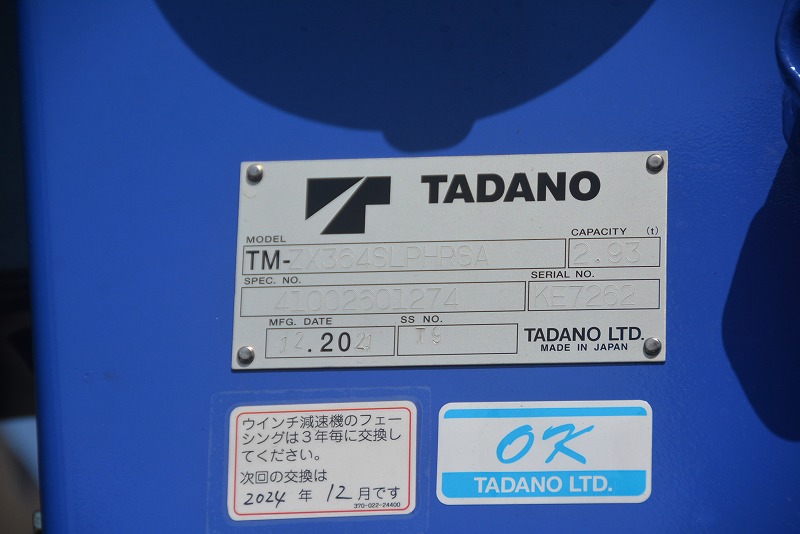 TADANO
MODEL
CAPACITY (t)
TM-ZX364SLPHRSA
2.93
SPEC. NO.
SERIAL NO.
41002601274
KE7262
MFG. DATE
SS NO.
12.2021
T9
TADANO LTD.
MADE IN JAPAN
ウインチ減速機のフェー
シングは3年毎に交換し
てください。
次回の交換は
2024 年 12月です
370-022-24400
OK
TADANO LTD.